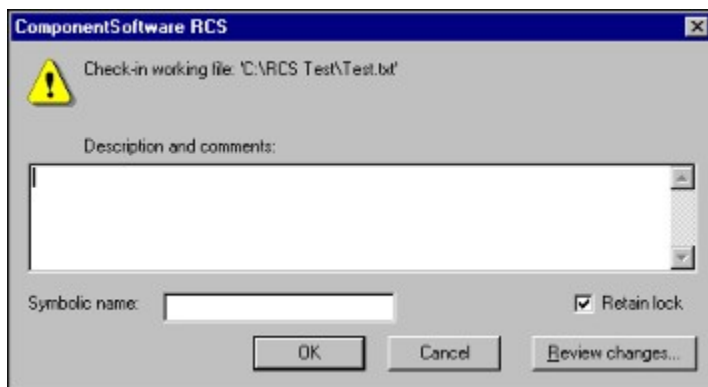 ComponentSoftware RCS
Check-in working file: 'C:\RCS Test\Test.txt'
Description and comments:
Symbolic name:
Retain lock
OK
Cancel
Review changes...